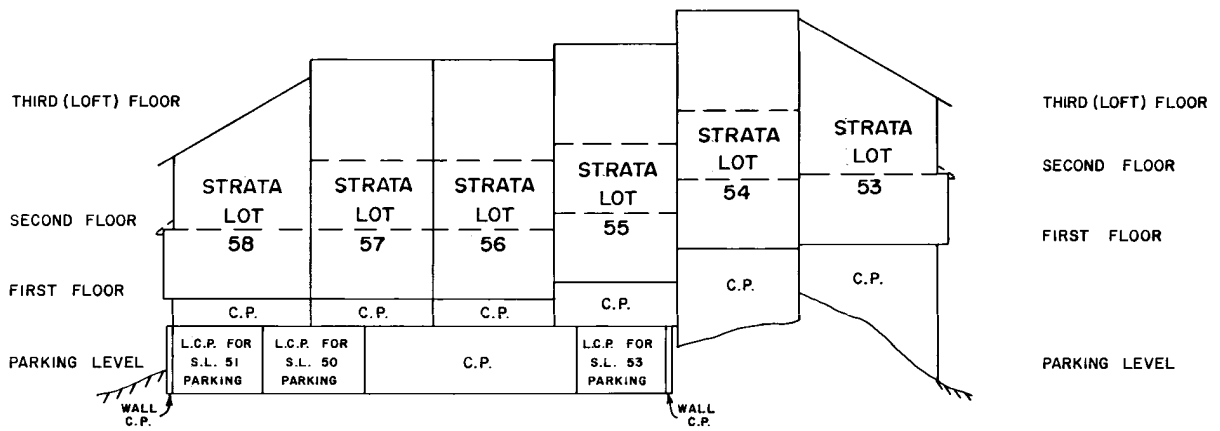 THIRD (LOFT) FLOOR
SECOND FLOOR
FIRST FLOOR
PARKING LEVEL
STRATA
LOT
58
STRATA
LOT
57
STRATA
LOT
56
STRATA
LOT
55
STRATA
LOT
54
STRATA
LOT
53
C.P.
C.P.
C.P.
C.P.
C.P.
C.P.
L.C.P. FOR
S.L. 51
PARKING
L.C.P. FOR
S.L. 50
PARKING
C.P.
L.C.P. FOR
S.L. 53
PARKING
WALL
C.P.
WALL
C.P.
THIRD (LOFT) FLOOR
SECOND FLOOR
FIRST FLOOR
PARKING LEVEL